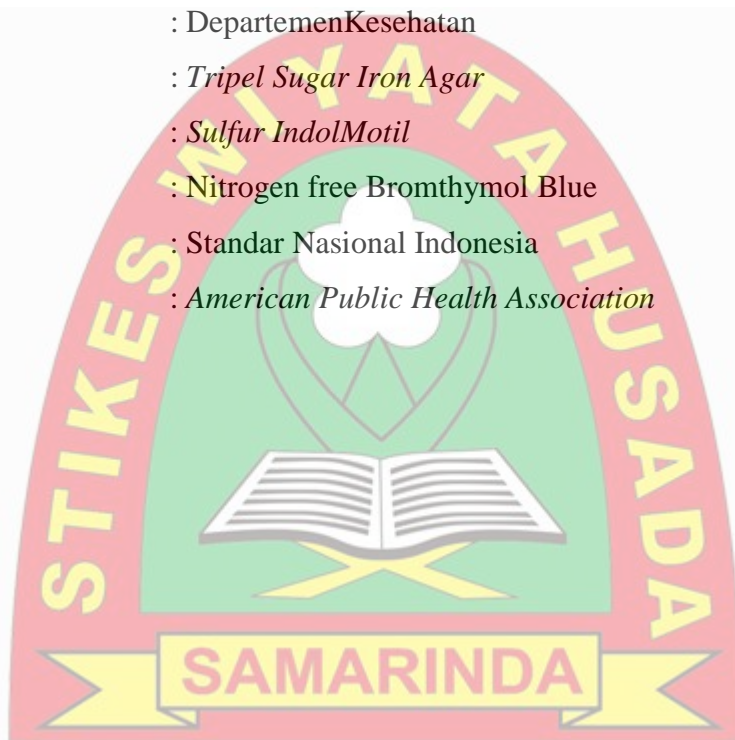 : DepartemenKesehatan
: Tripel Sugar Iron Agar
: Sulfur IndolMotil
: Nitrogen free Bromthymol Blue
: Standar Nasional Indonesia
: American Public Health Association
STIKES WIYATA HUSADA
SAMARINDA